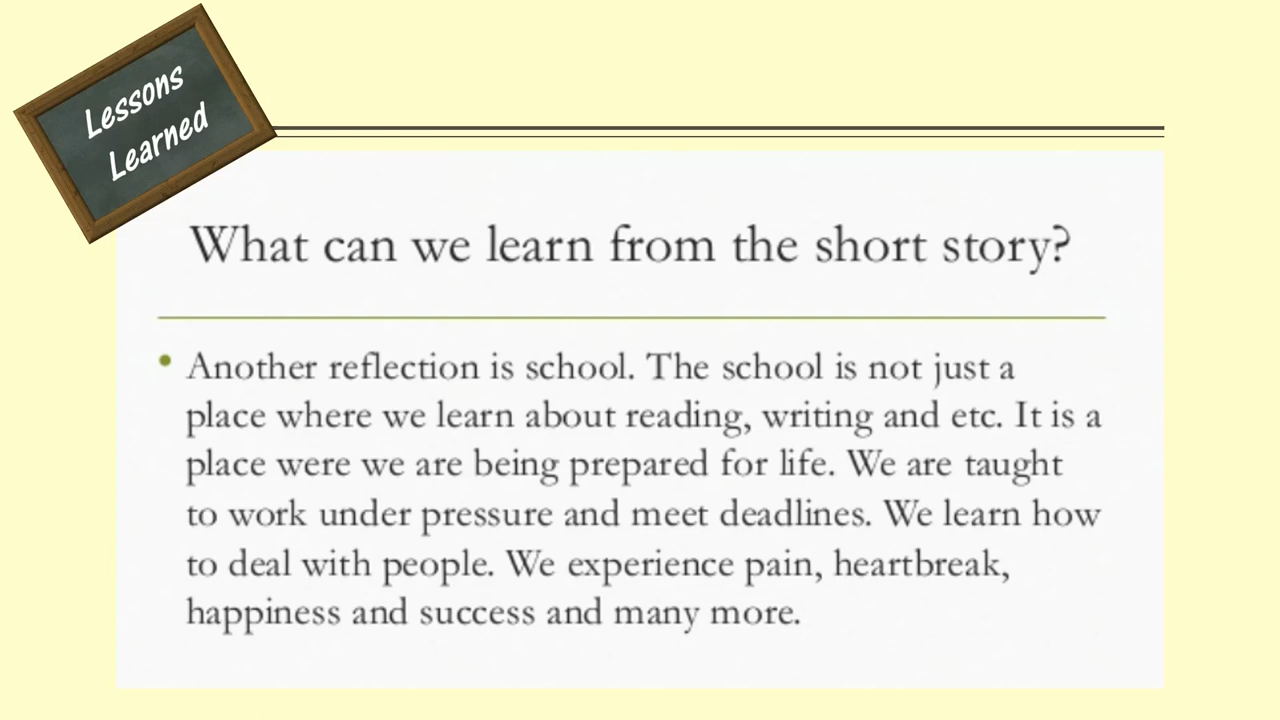 Lessons
Learned
What can we learn from the short story?
• Another reflection is school. The school is not just a
place where we learn about reading, writing and etc. It is a
place were we are being prepared for life. We are taught
to work under pressure and meet deadlines. We learn how
to deal with people. We experience pain, heartbreak,
happiness and success and many more.